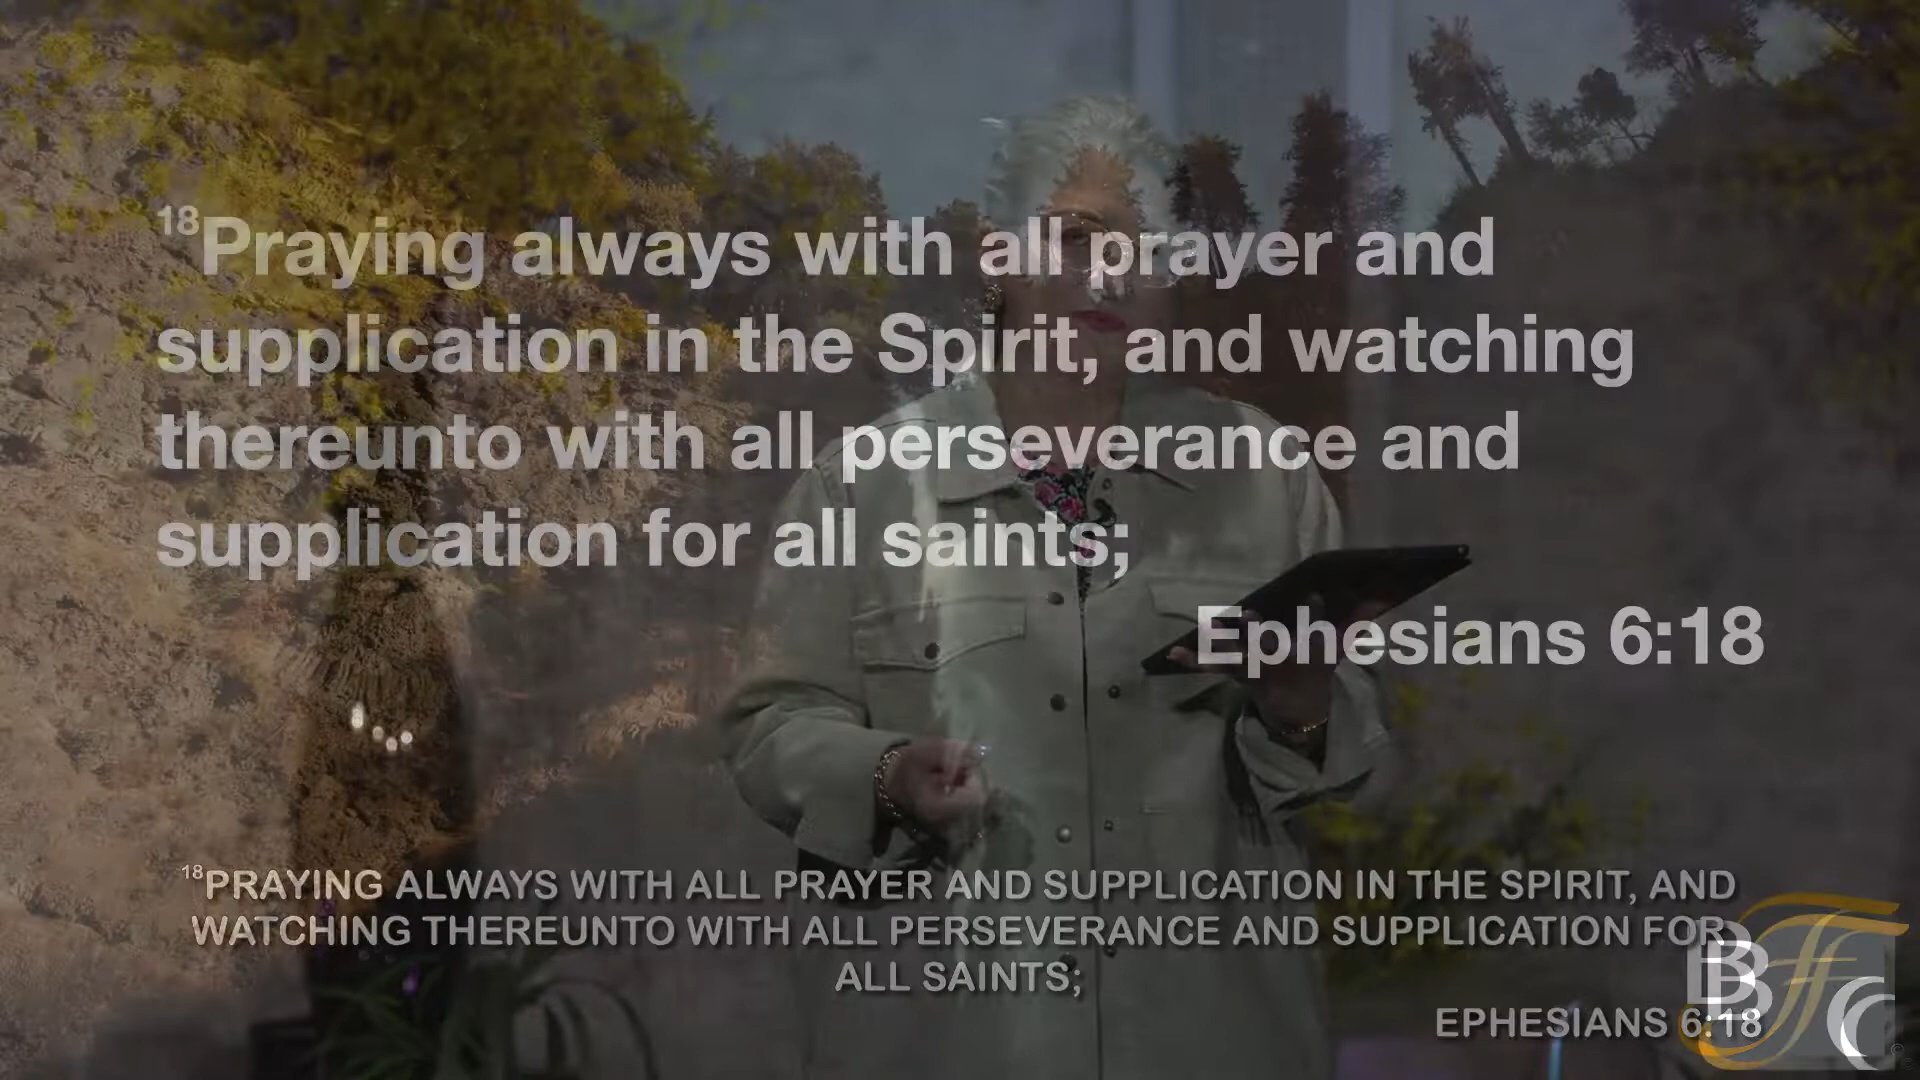 18Praying always with all prayer and
supplication in the Spirit, and watching
thereunto with all perseverance and
supplication for all saints;
Ephesians 6:18
18PRAYING ALWAYS WITH ALL PRAYER AND SUPPLICATION IN THE SPIRIT, AND
WATCHING THEREUNTO WITH ALL PERSEVERANCE AND SUPPLICATION FOR
ALL SAINTS;
EPHESIANS 6:18